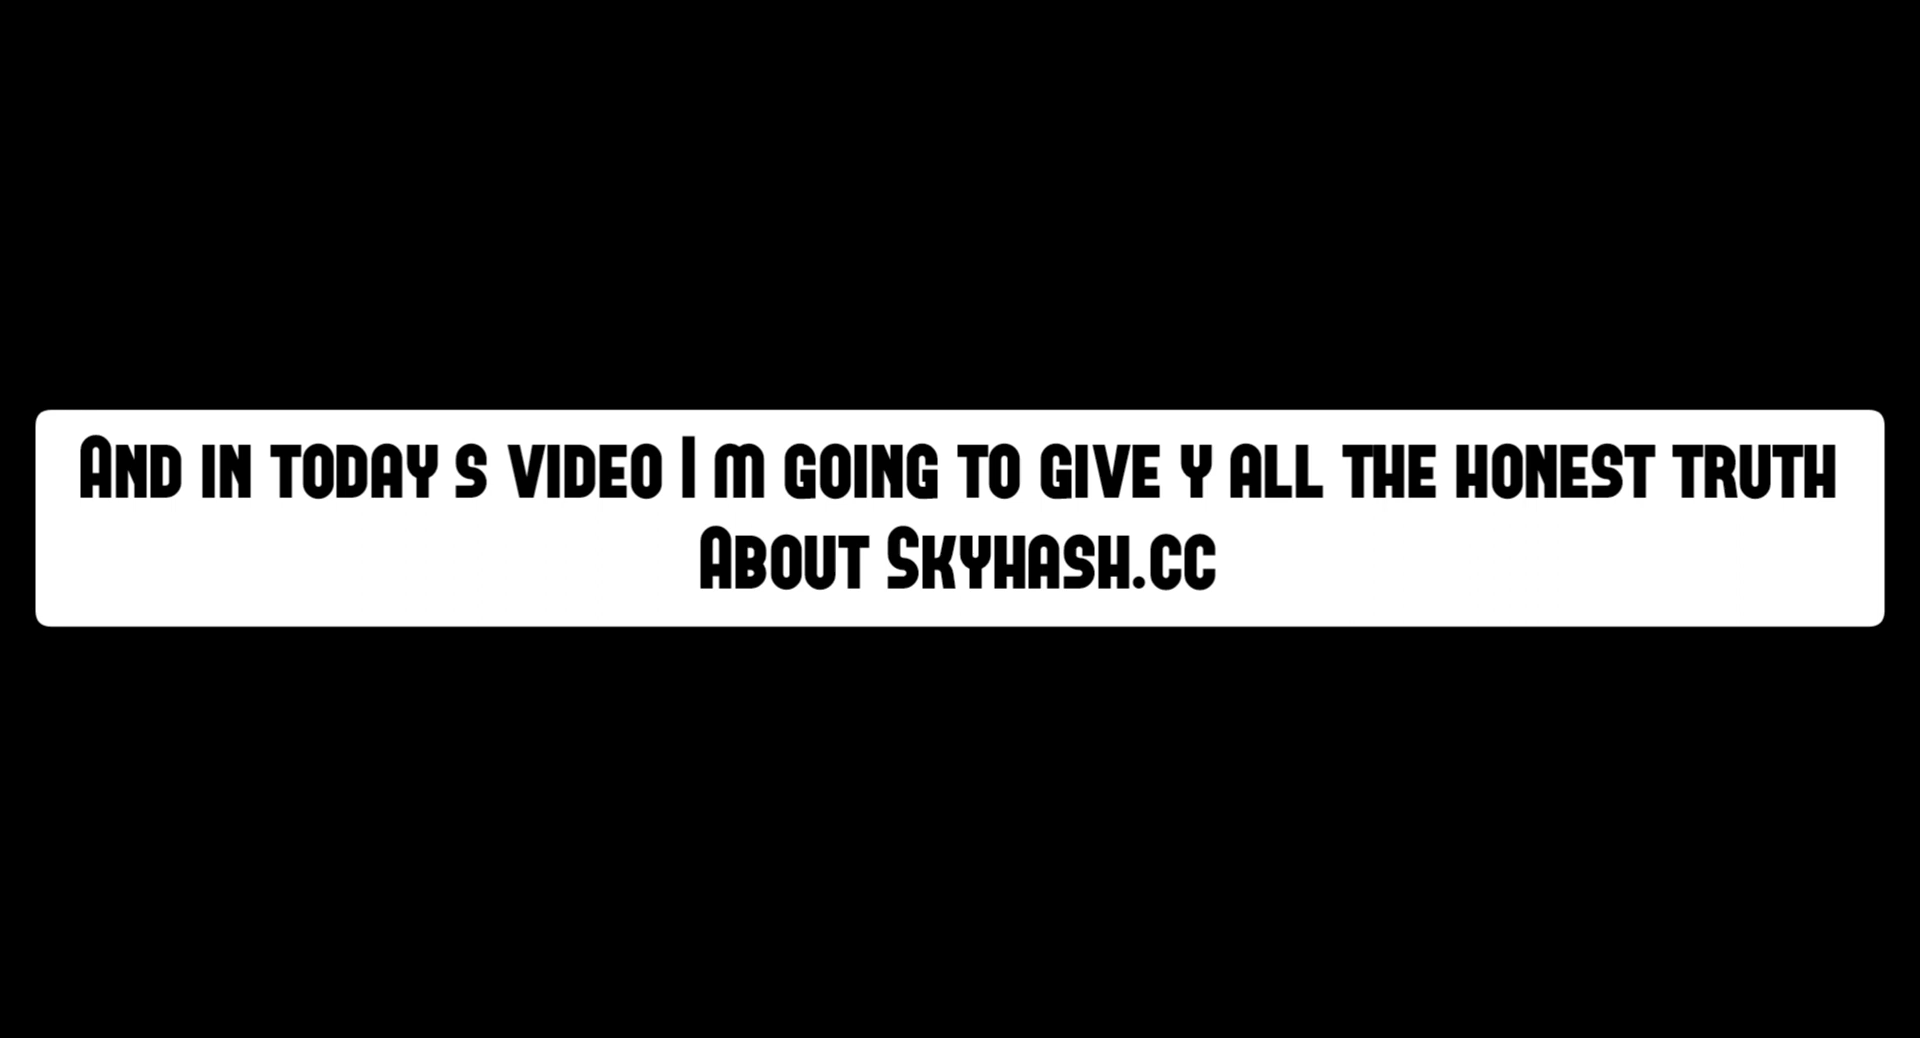 And in today s video I m going to give y all the honest truth
About Skyhash.cc